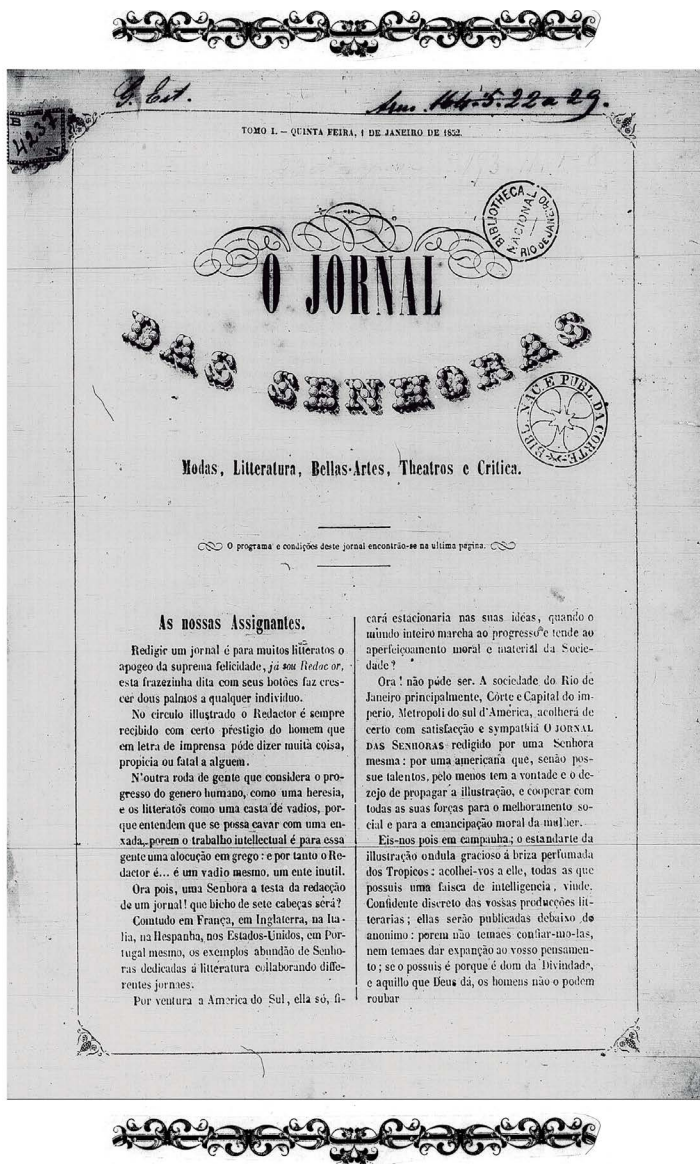 G. Est.
4237
TOMO I. — QUINTA FEIRA, 1 DE JANEIRO DE 1852.
BIBLIOTHECA NACIONAL RIO DE JANEIRO
O JORNAL
DAS SENHORAS
BIBL. NAC E PUBL. DA CORTE
Modas, Litteratura, Bellas-Artes, Theatros e Critica.
O programa e condições deste jornal encontrão-se na ultima pagina.
As nossas Assignantes.
Redigir um jornal é para muitos litteratos o
apogeo da suprema felicidade, já sou Redac or,
esta frazezinha dita com seus botões faz cres-
cer dous palmos a qualquer individuo.
No circulo illustrado o Redactor é sempre
recibido com certo prestigio do homem que
em letra de imprensa póde dizer muita coisa,
propicia ou fatal a alguem.
N'outra roda de gente que considera o pro-
gresso do genero humano, como uma heresia,
e os litteratos como uma casta de vadios, por-
que entendem que se possa cavar com uma en-
xada, porem o trabalho intellectual é para essa
gente uma alocução em grego : e por tanto o Re-
dactor é... é um vadio mesmo, um ente inutil.
Ora pois, uma Senhora a testa da redacção
de um jornal! que bicho de sete cabeças será?
Comtudo em França, em Inglaterra, na Ita-
lia, na Hespanha, nos Estados-Unidos, em Por-
tugal mesmo, os exemplos abundão de Senho-
ras dedicadas á litteratura collaborando diffe-
rentes jornaes.
Por ventura a America do Sul, ella só, fi-
cará estacionaria nas suas idéas, quando o
mundo inteiro marcha ao progresso e tende ao
aperfeiçoamento moral e material da Socie-
dade?
Ora ! não póde ser. A sociedade do Rio de
Janeiro principalmente, Côrte e Capital do im-
perio, Metropoli do sul d'América, acolherá de
certo com satisfacção e sympathia O JORNAL
DAS SENHORAS redigido por uma Senhora
mesma : por uma americana que, senão pos-
sue talentos, pelo menos tem a vontade e o de-
zejo de propagar a illustração, e cooperar com
todas as suas forças para o melhoramento so-
cial e para a emancipação moral da mulher.
Eis-nos pois em campanha; o estandarte da
illustração ondula gracioso á briza perfumada
dos Tropicos : acolhei-vos a elle, todas as que
possuis uma faisca de intelligencia, vinde.
Confidente discreto das vossas producções lit-
terarias ; ellas serão publicadas debaixo do
anonimo : porem não temaes confiar-mo-las,
nem temaes dar expanção ao vosso pensamen-
to ; se o possuis é porque é dom da Divindade,
e aquillo que Deus dá, os homens não o podem
roubar